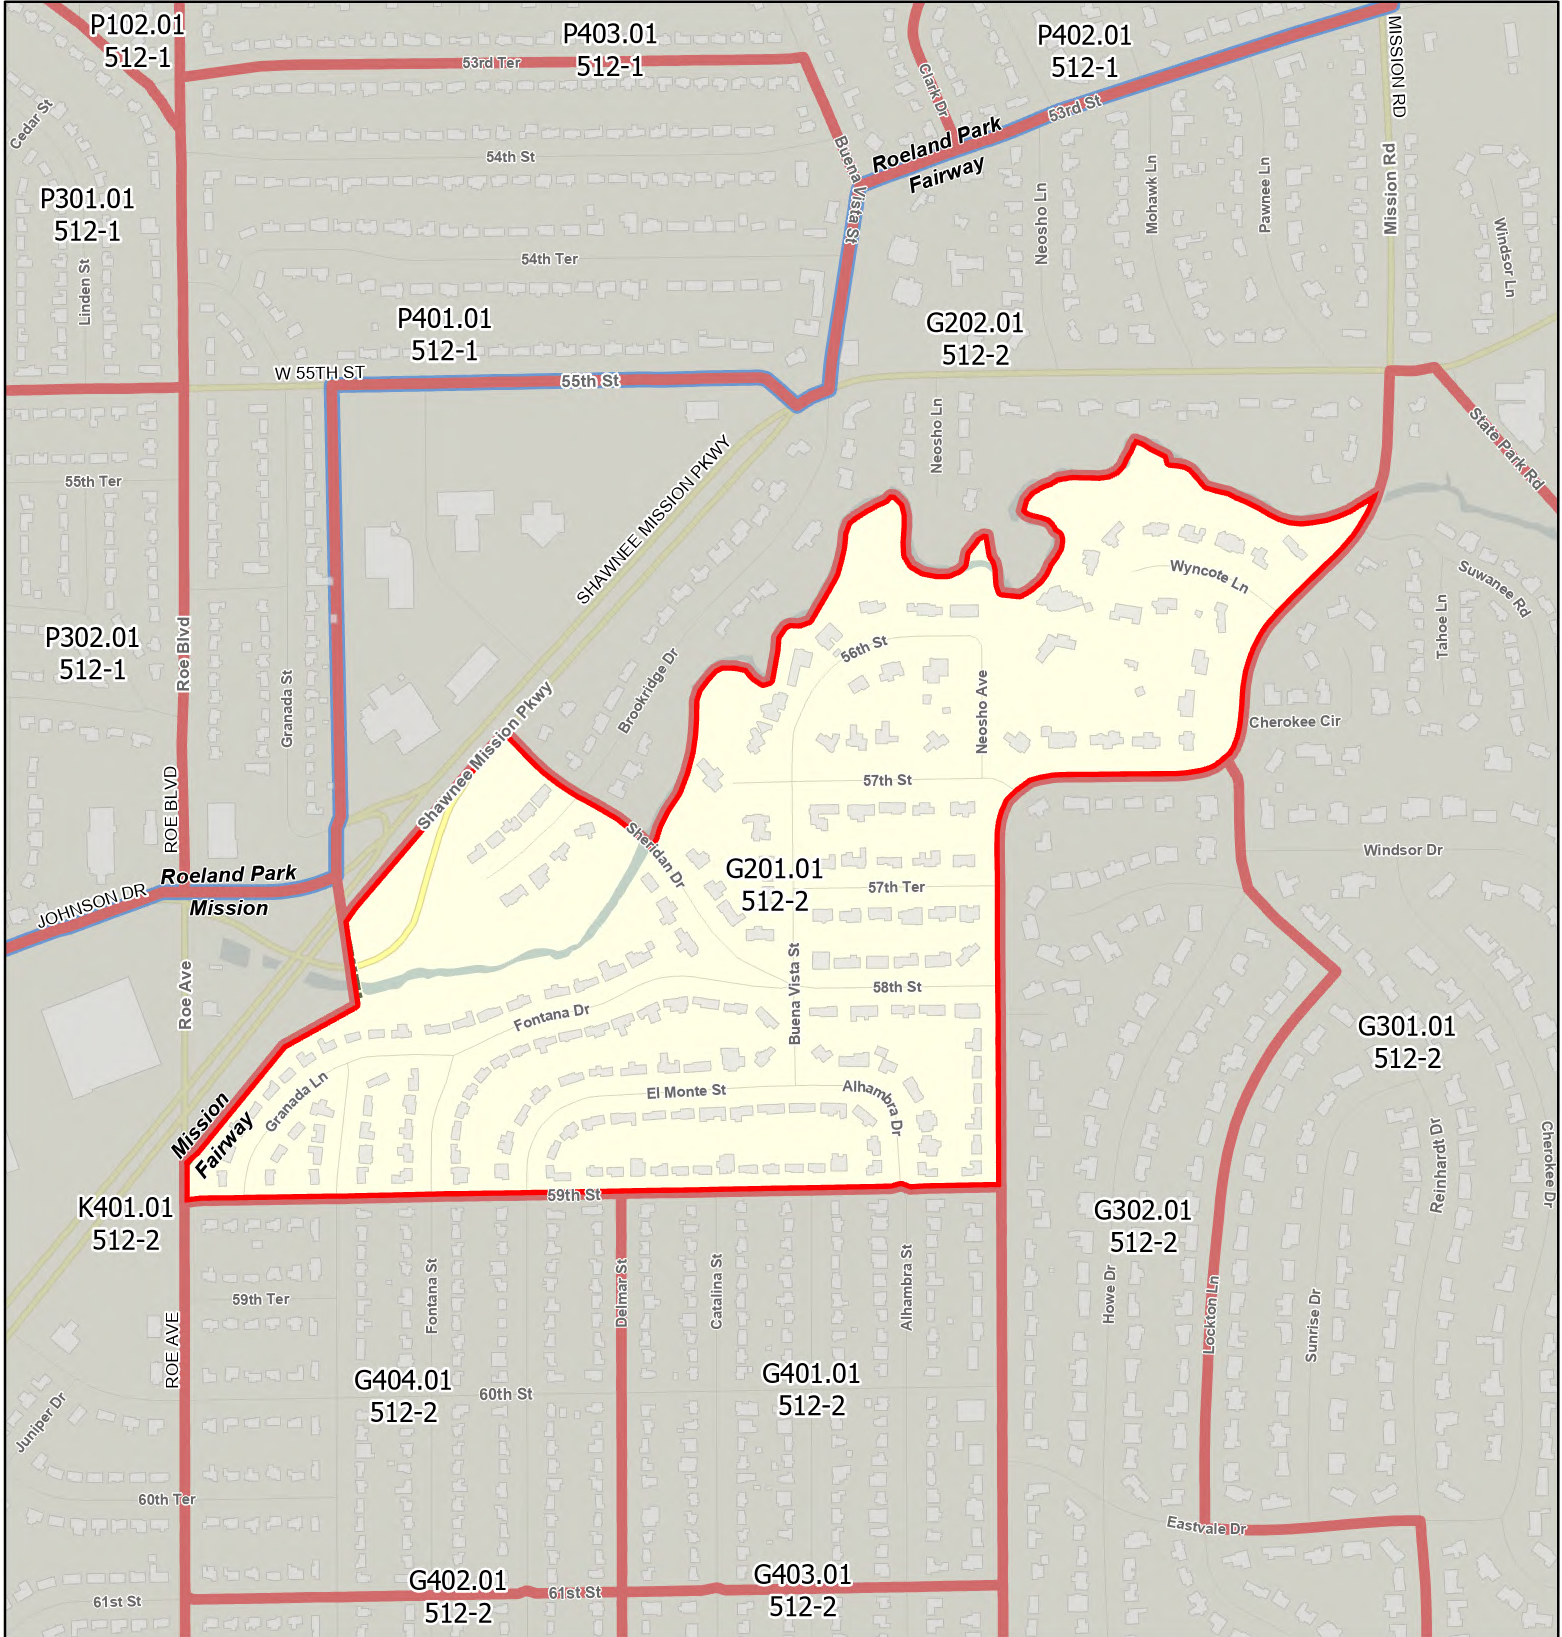 P102.01
512-1
P403.01
512-1
P402.01
512-1
MISSION RD
53rd Ter
Clark Dr
53rd St
Cedar St
Roeland Park
Fairway
Buena Vista St
54th St
Neosho Ln
Mohawk Ln
Pawnee Ln
Mission Rd
Windsor Ln
P301.01
512-1
Linden St
54th Ter
P401.01
512-1
G202.01
512-2
W 55TH ST
55th St
Neosho Ln
State Park Rd
55th Ter
SHAWNEE MISSION PKWY
Wyncote Ln
Suwanee Rd
Tahoe Ln
P302.01
512-1
Roe Blvd
Granada St
56th St
Brookridge Dr
Neosho Ave
Cherokee Cir
Shawnee Mission Pkwy
57th St
ROE BLVD
Sheridan Dr
Windsor Dr
G201.01
512-2
57th Ter
Roeland Park
Mission
JOHNSON DR
Roe Ave
Buena Vista St
58th St
Fontana Dr
G301.01
512-2
Granada Ln
El Monte St
Alhambra Dr
Mission
Fairway
Reinhardt Dr
Cherokee Dr
59th St
K401.01
512-2
G302.01
512-2
59th Ter
Fontana St
Delmar St
Catalina St
Alhambra St
Howe Dr
Lockton Ln
Sunrise Dr
ROE AVE
G404.01
512-2
60th St
G401.01
512-2
Juniper Dr
60th Ter
Eastvale Dr
G402.01
512-2
61st St
G403.01
512-2
61st St